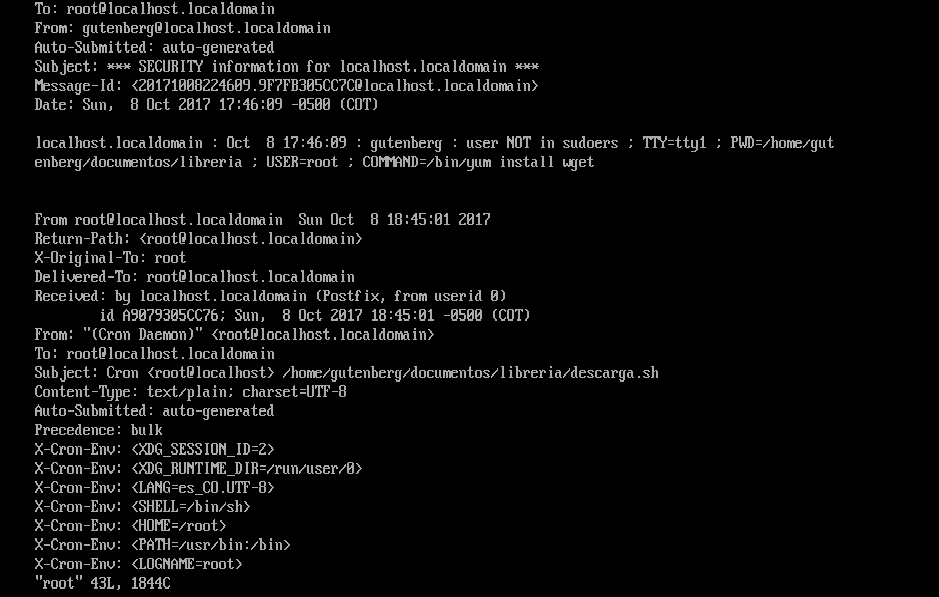 To: root@localhost.localdomain
From: gutenberg@localhost.localdomain
Auto-Submitted: auto-generated
Subject: *** SECURITY information for localhost.localdomain ***
Message-Id: <20171008224609.9F7FB305CC7C@localhost.localdomain>
Date: Sun,  8 Oct 2017 17:46:09 -0500 (COT)

localhost.localdomain : Oct  8 17:46:09 : gutenberg : user NOT in sudoers ; TTY=tty1 ; PWD=/home/gut
enberg/documentos/libreria ; USER=root ; COMMAND=/bin/yum install wget

From root@localhost.localdomain  Sun Oct  8 18:45:01 2017
Return-Path: <root@localhost.localdomain>
X-Original-To: root
Delivered-To: root@localhost.localdomain
Received: by localhost.localdomain (Postfix, from userid 0)
        id A9079305CC76; Sun,  8 Oct 2017 18:45:01 -0500 (COT)
From: "(Cron Daemon)" <root@localhost.localdomain>
To: root@localhost.localdomain
Subject: Cron <root@localhost> /home/gutenberg/documentos/libreria/descarga.sh
Content-Type: text/plain; charset=UTF-8
Auto-Submitted: auto-generated
Precedence: bulk
X-Cron-Env: <XDG_SESSION_ID=2>
X-Cron-Env: <XDG_RUNTIME_DIR=/run/user/0>
X-Cron-Env: <LANG=es_CO.UTF-8>
X-Cron-Env: <SHELL=/bin/sh>
X-Cron-Env: <HOME=/root>
X-Cron-Env: <PATH=/usr/bin:/bin>
X-Cron-Env: <LOGNAME=root>
"root" 43L, 1844C